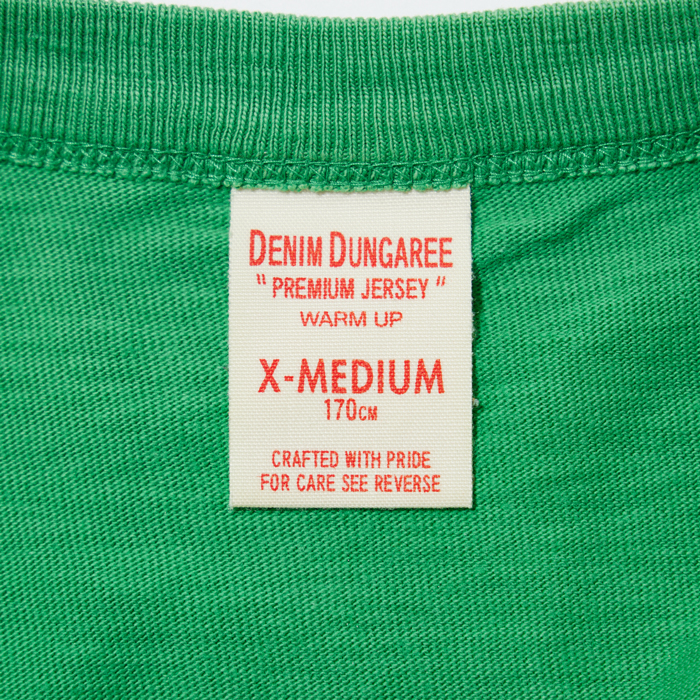 DENIM DUNGAREE
" PREMIUM JERSEY "
WARM UP
X-MEDIUM
170CM
CRAFTED WITH PRIDE
FOR CARE SEE REVERSE